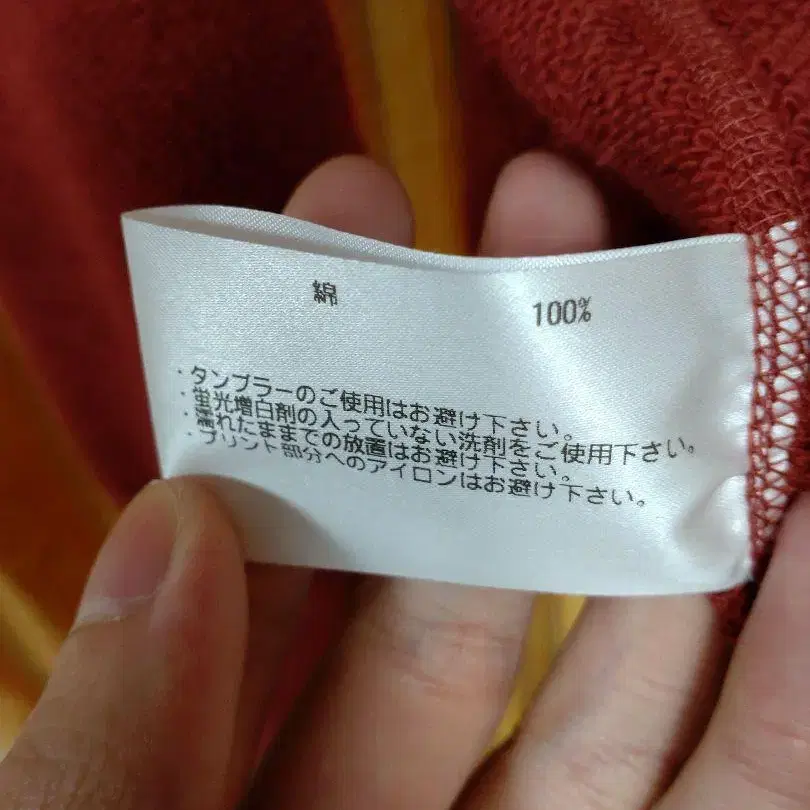 綿 100%
・タンブラーのご使用はお避け下さい。
・蛍光増白剤の入っていない洗剤をご使用下さい。
・濡れたままでの放置はお避け下さい。
・プリント部分へのアイロンはお避け下さい。